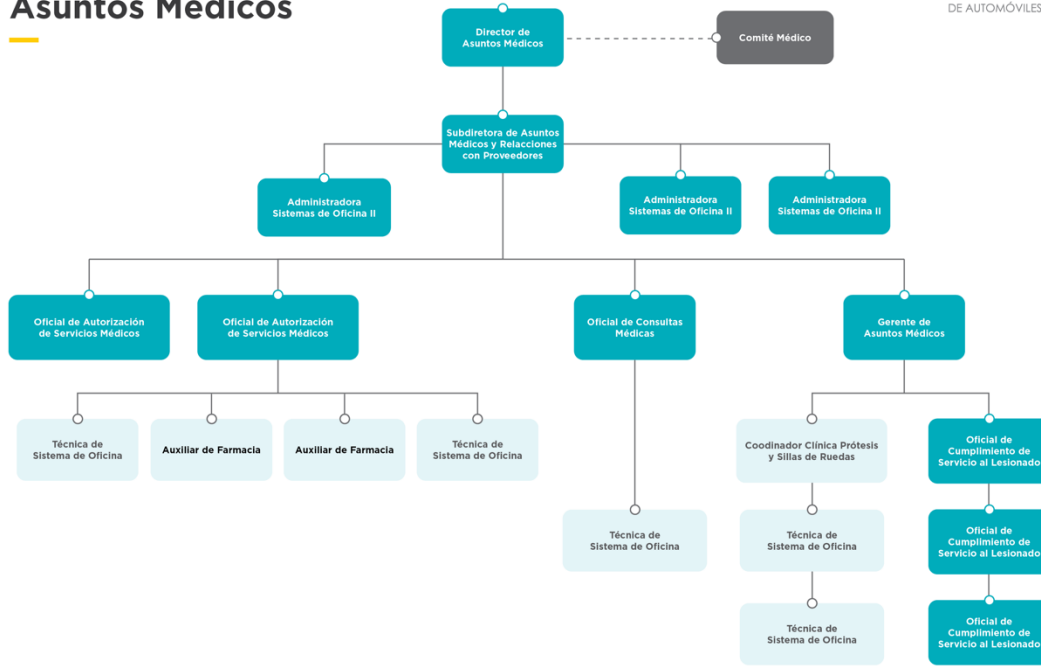 Asuntos Médicos
DE AUTOMÓVILES
Director de
Asuntos Médicos
Comité Médico
Subdiretora de Asuntos
Médicos y Relacciones
con Proveedores
Administradora
Sistemas de Oficina II
Administradora
Sistemas de Oficina II
Administradora
Sistemas de Oficina II
Oficial de Autorización
de Servicios Médicos
Oficial de Autorización
de Servicios Médicos
Oficial de Consultas
Médicas
Gerente de
Asuntos Médicos
Técnica de
Sistema de Oficina
Auxiliar de Farmacia
Auxiliar de Farmacia
Técnica de
Sistema de Oficina
Coodinador Clínica Prótesis
y Sillas de Ruedas
Oficial de
Cumplimiento de
Servicio al Lesionado
Técnica de
Sistema de Oficina
Técnica de
Sistema de Oficina
Oficial de
Cumplimiento de
Servicio al Lesionado
Técnica de
Sistema de Oficina
Oficial de
Cumplimiento de
Servicio al Lesionado